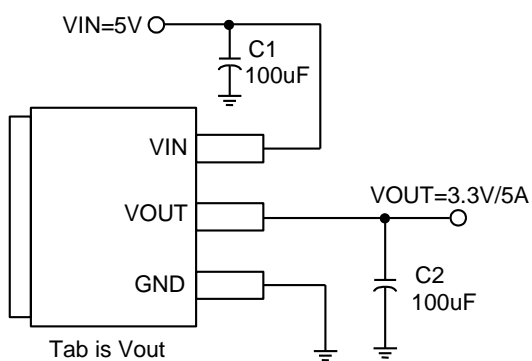 VIN=5V
C1
100uF
VIN
VOUT
VOUT=3.3V/5A
GND
C2
100uF
Tab is Vout